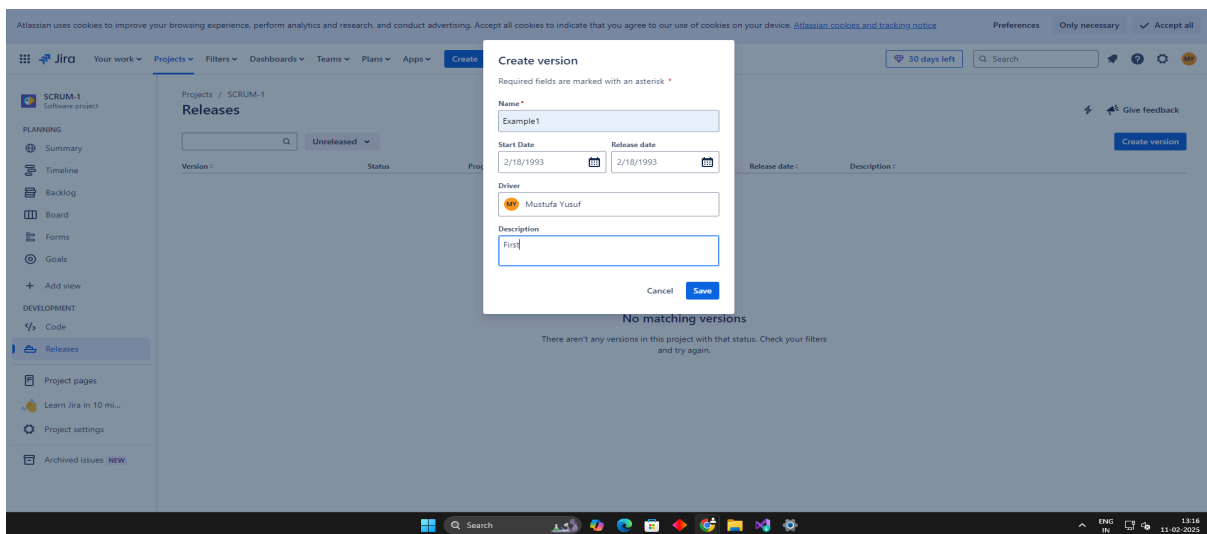 Atlassian uses cookies to improve your browsing experience, perform analytics and research, and conduct advertising. Accept all cookies to indicate that you agree to our use of cookies on your device. Atlassian cookies and tracking notice Preferences Only necessary Accept all
Jira Your work Projects Filters Dashboards Teams Plans Apps Create 30 days left Search MY
Create version
Required fields are marked with an asterisk *
Name *
Example1
Start Date Release date
2/18/1993 2/18/1993
Driver
MY Mustufa Yusuf
Description
First
Cancel Save
SCRUM-1
Software project
PLANNING
Summary
Timeline
Backlog
Board
Forms
Goals
Add view
DEVELOPMENT
Code
Releases
Project pages
Learn Jira in 10 mi...
Project settings
Archived issues NEW
Projects / SCRUM-1
Releases
Give feedback
Unreleased
Create version
Version Status Prog Release date Description
No matching versions
There aren't any versions in this project with that status. Check your filters
and try again.
Search
ENG
IN
13:16
11-02-2025